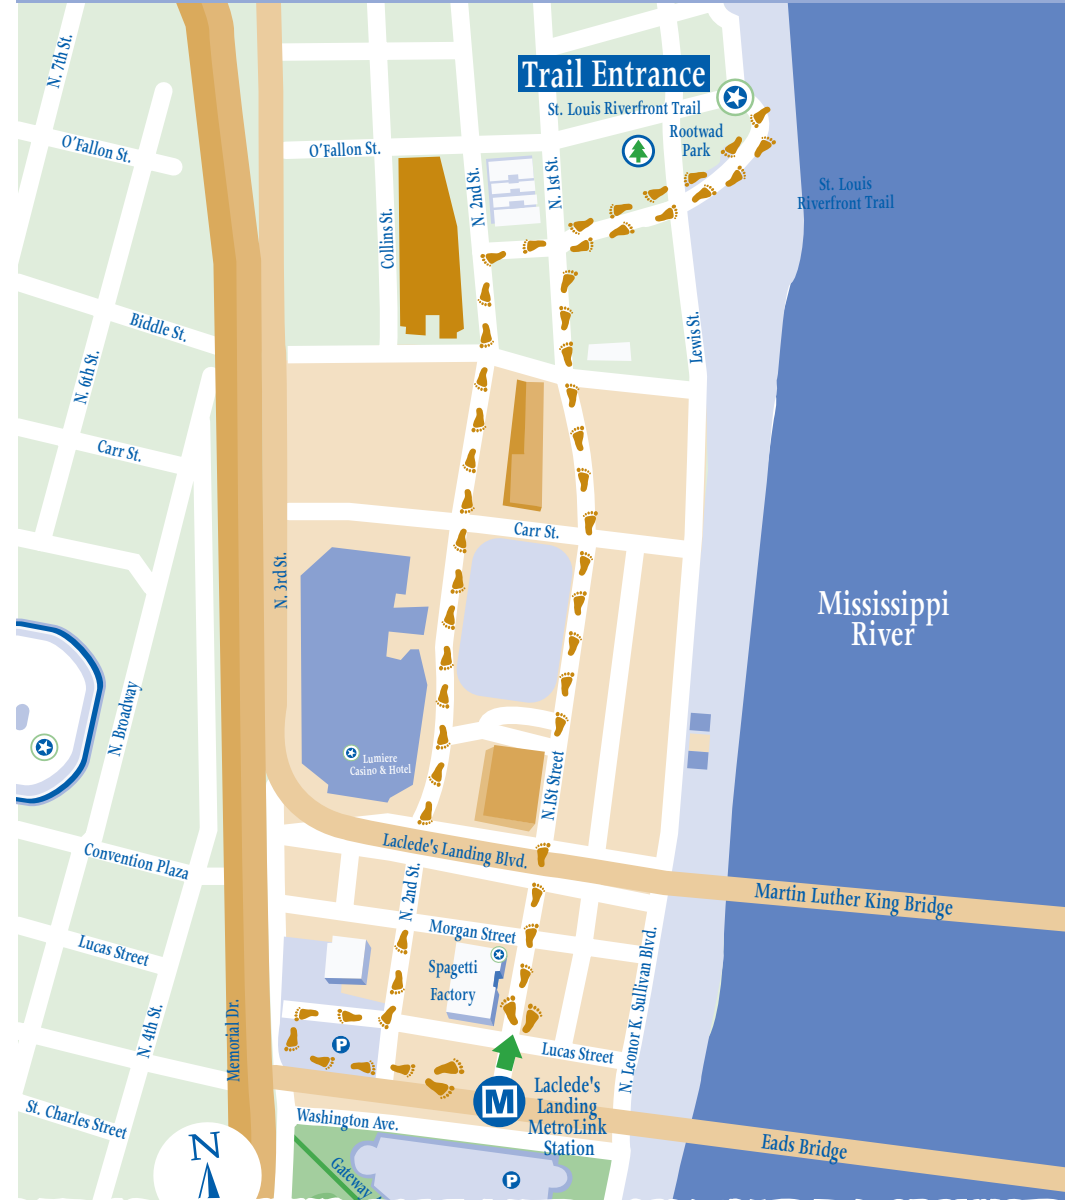 N. 7th St.
Trail Entrance
St. Louis Riverfront Trail
Rootwad
Park
O'Fallon St.
O'Fallon St.
N. 2nd St.
N. 1st St.
St. Louis
Riverfront Trail
Collins St.
Biddle St.
Lewis St.
N. 6th St.
Carr St.
Carr St.
N. 3rd St.
Mississippi
River
N. Broadway
Lumiere
Casino & Hotel
N.1St Street
Laclede's Landing Blvd.
Convention Plaza
Martin Luther King Bridge
N. 2nd St.
Morgan Street
Lucas Street
Spagetti
Factory
N. Leonor K. Sullivan Blvd.
N. 4th St.
Memorial Dr.
P
Lucas Street
M
Laclede's
Landing
MetroLink
Station
St. Charles Street
Washington Ave.
Eads Bridge
N
Gateway
P